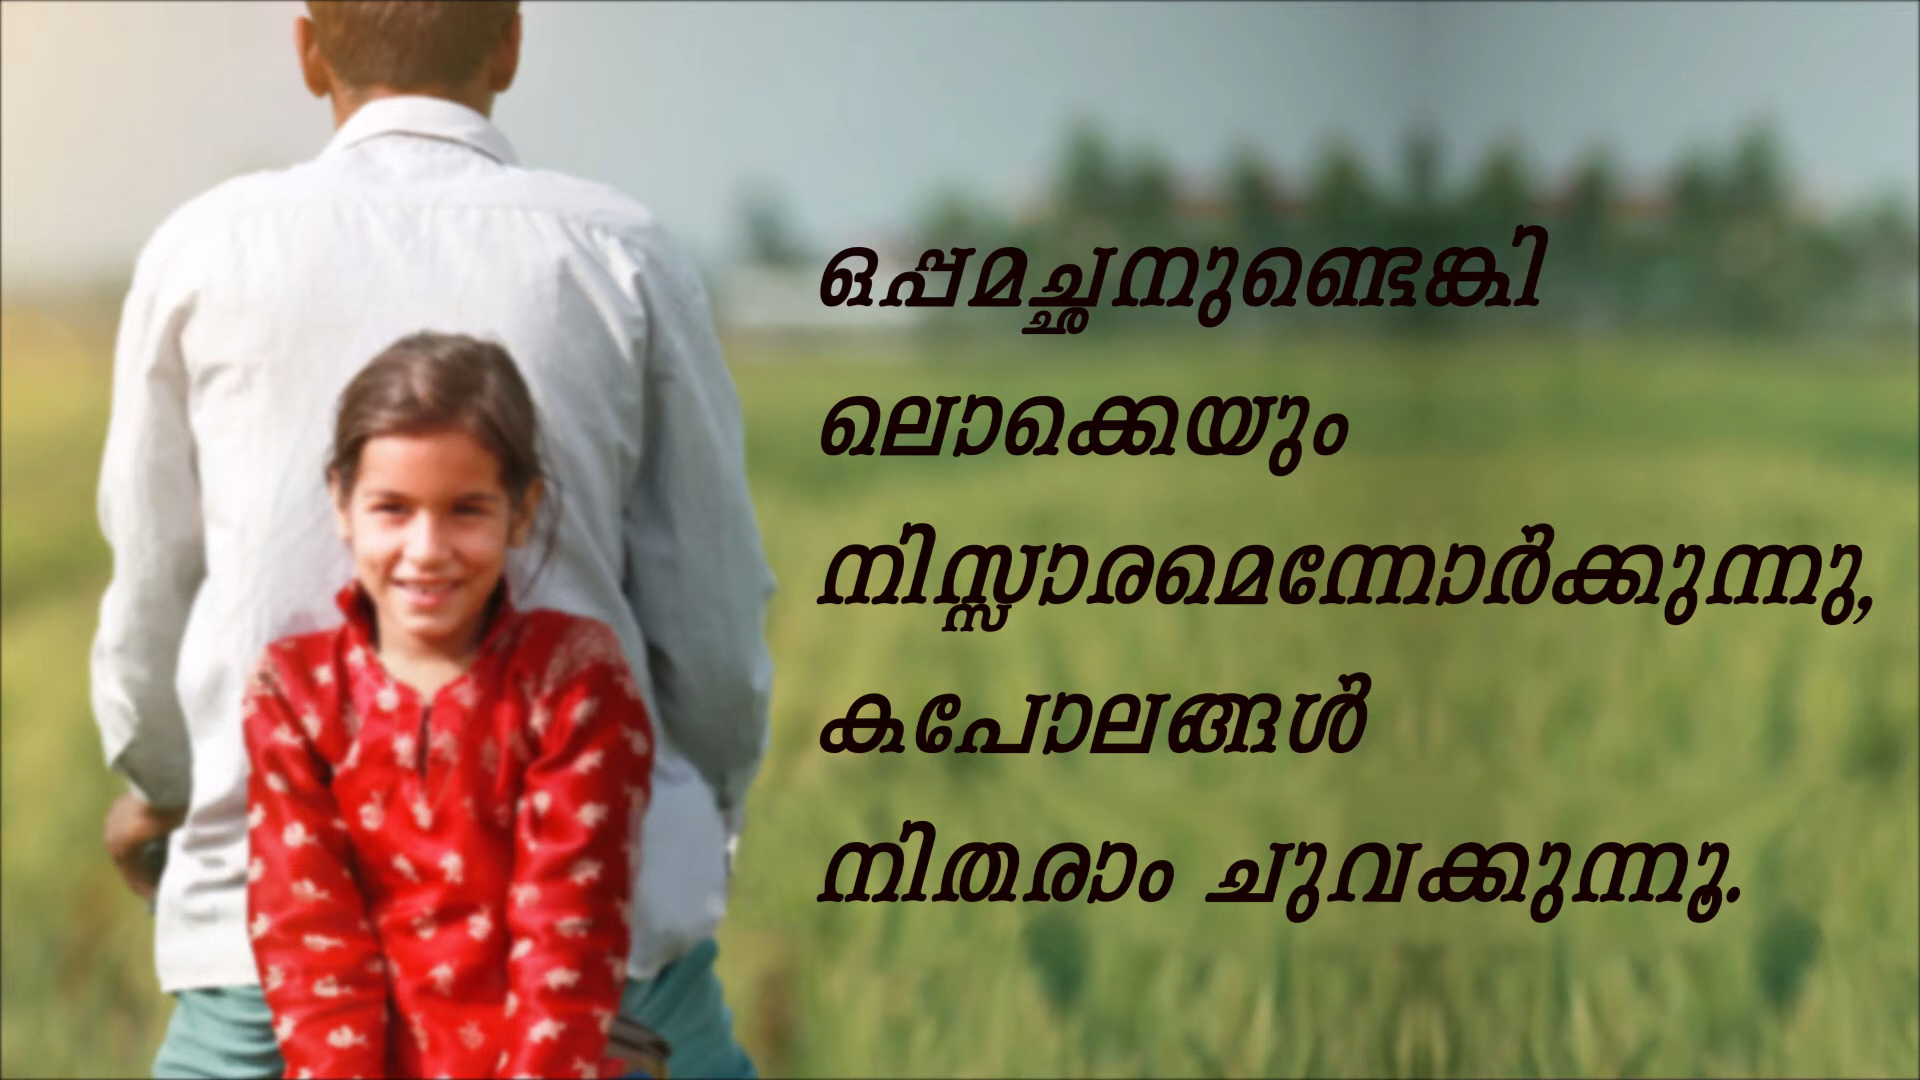 ഒപ്പമച്ഛനുണ്ടെങ്കി
ലൊക്കെയും
നിസ്സാരമെന്നോർക്കുന്നു,
കപോലങ്ങൾ
നിതരാം ചുവക്കുന്നൂ.